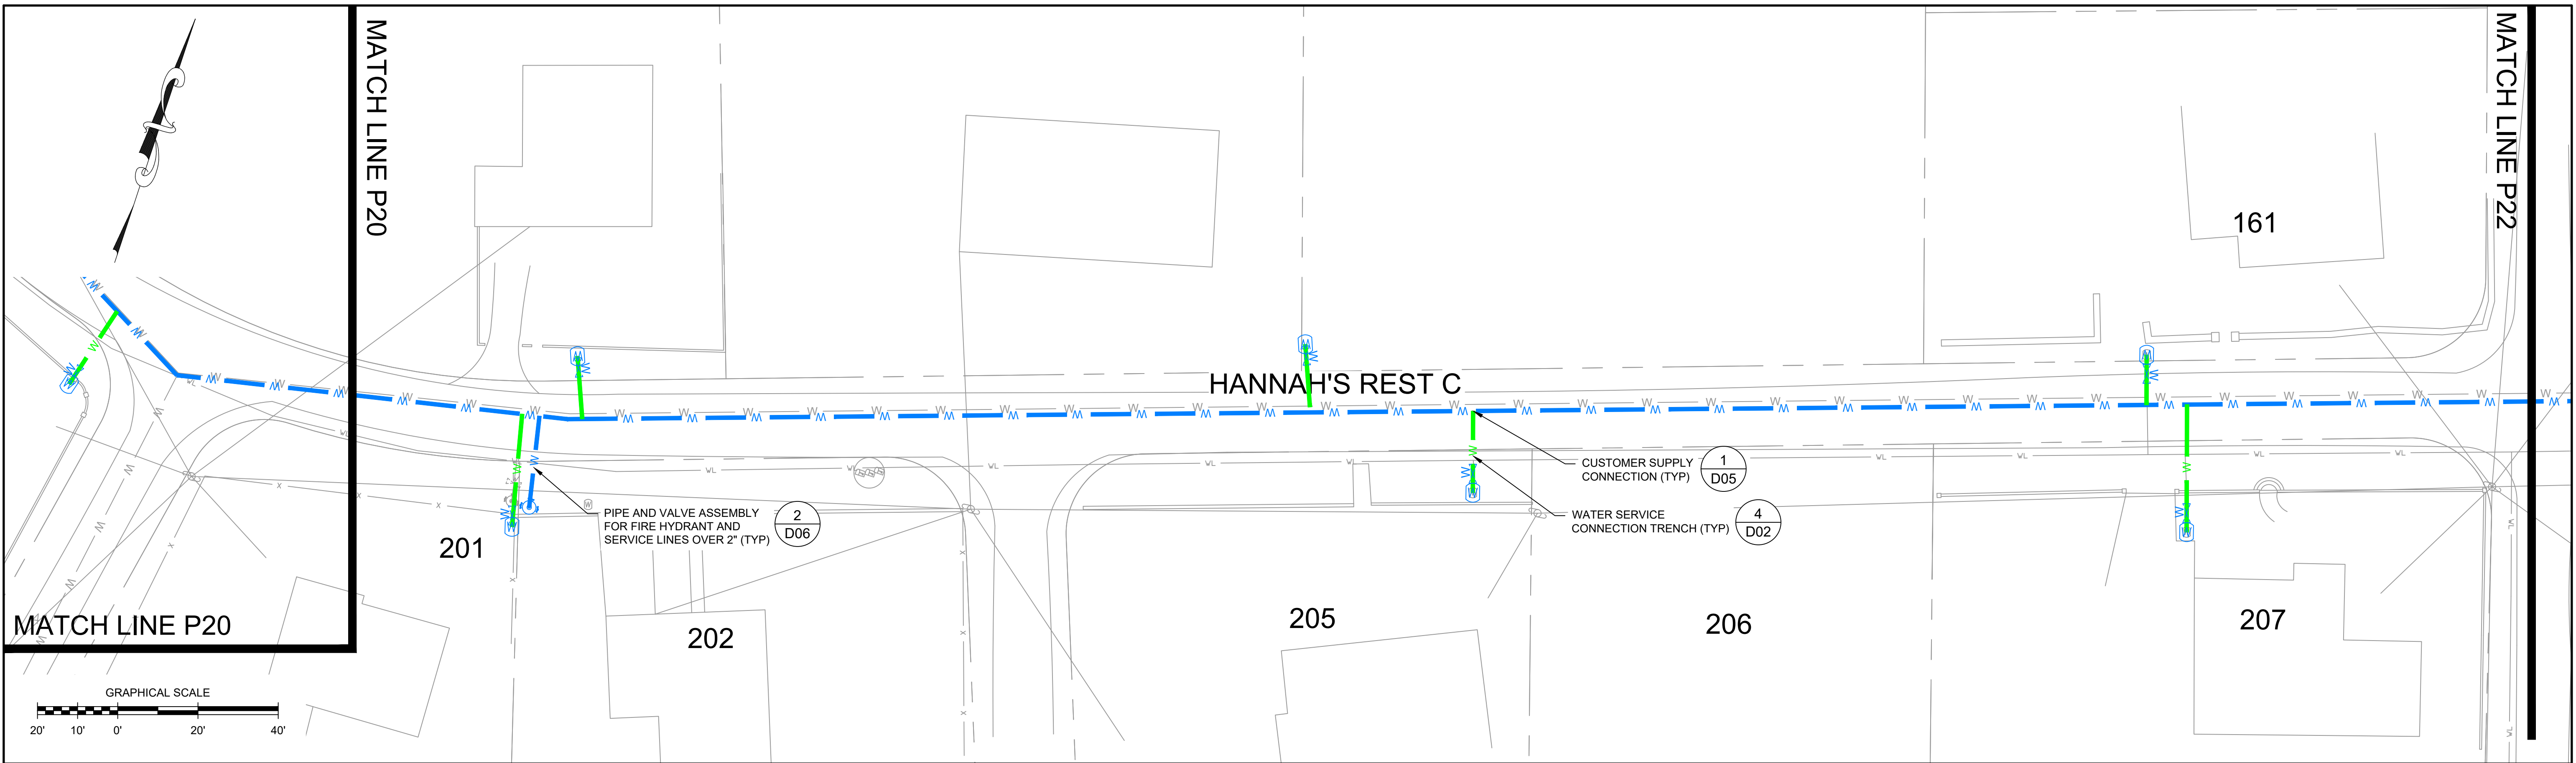 MATCH LINE P20
MATCH LINE P22
161
HANNAH'S REST C
CUSTOMER SUPPLY
CONNECTION (TYP)
1
D05
WATER SERVICE
CONNECTION TRENCH (TYP)
4
D02
PIPE AND VALVE ASSEMBLY
FOR FIRE HYDRANT AND
SERVICE LINES OVER 2" (TYP)
2
D06
201
202
205
206
207
MATCH LINE P20
GRAPHICAL SCALE
20' 10' 0' 20' 40'